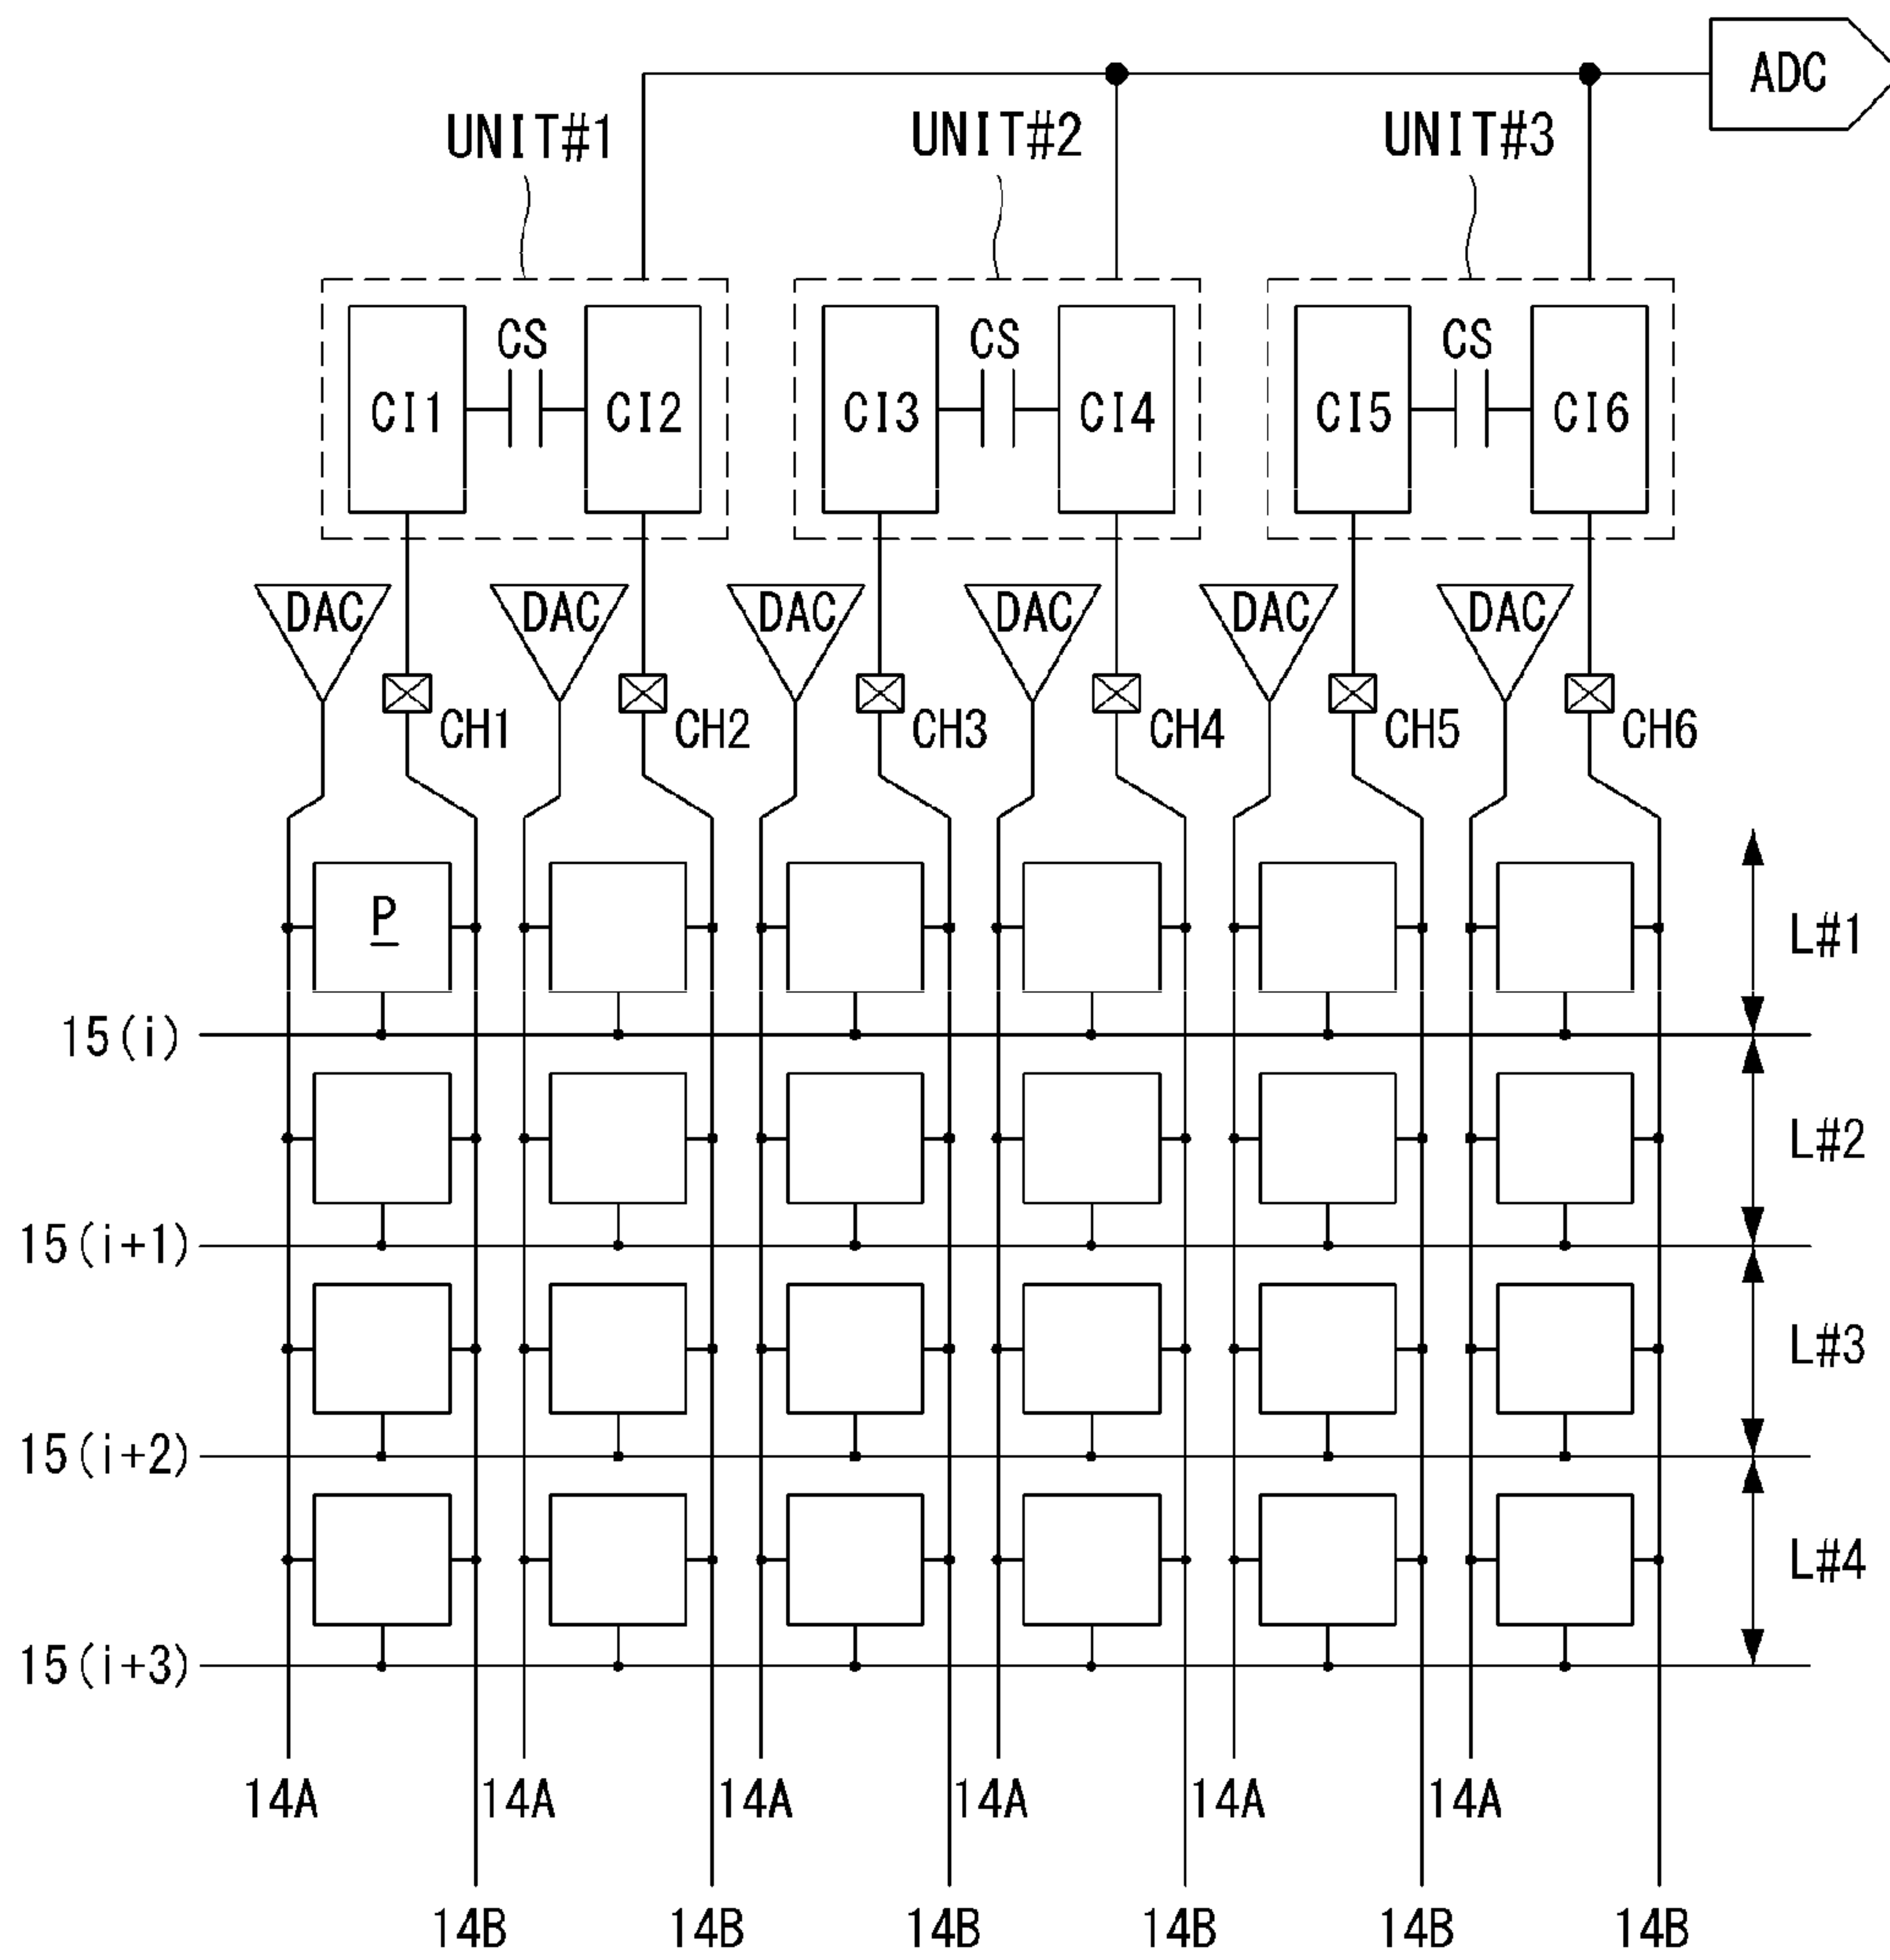 ADC
UNIT#1 UNIT#2 UNIT#3
CS CS CS
CI1 CI2 CI3 CI4 CI5 CI6
DAC DAC DAC DAC DAC DAC
CH1 CH2 CH3 CH4 CH5 CH6
P L#1
15(i)
L#2
15(i+1)
L#3
15(i+2)
L#4
15(i+3)
14A 14A 14A 14A 14A 14A
14B 14B 14B 14B 14B 14B